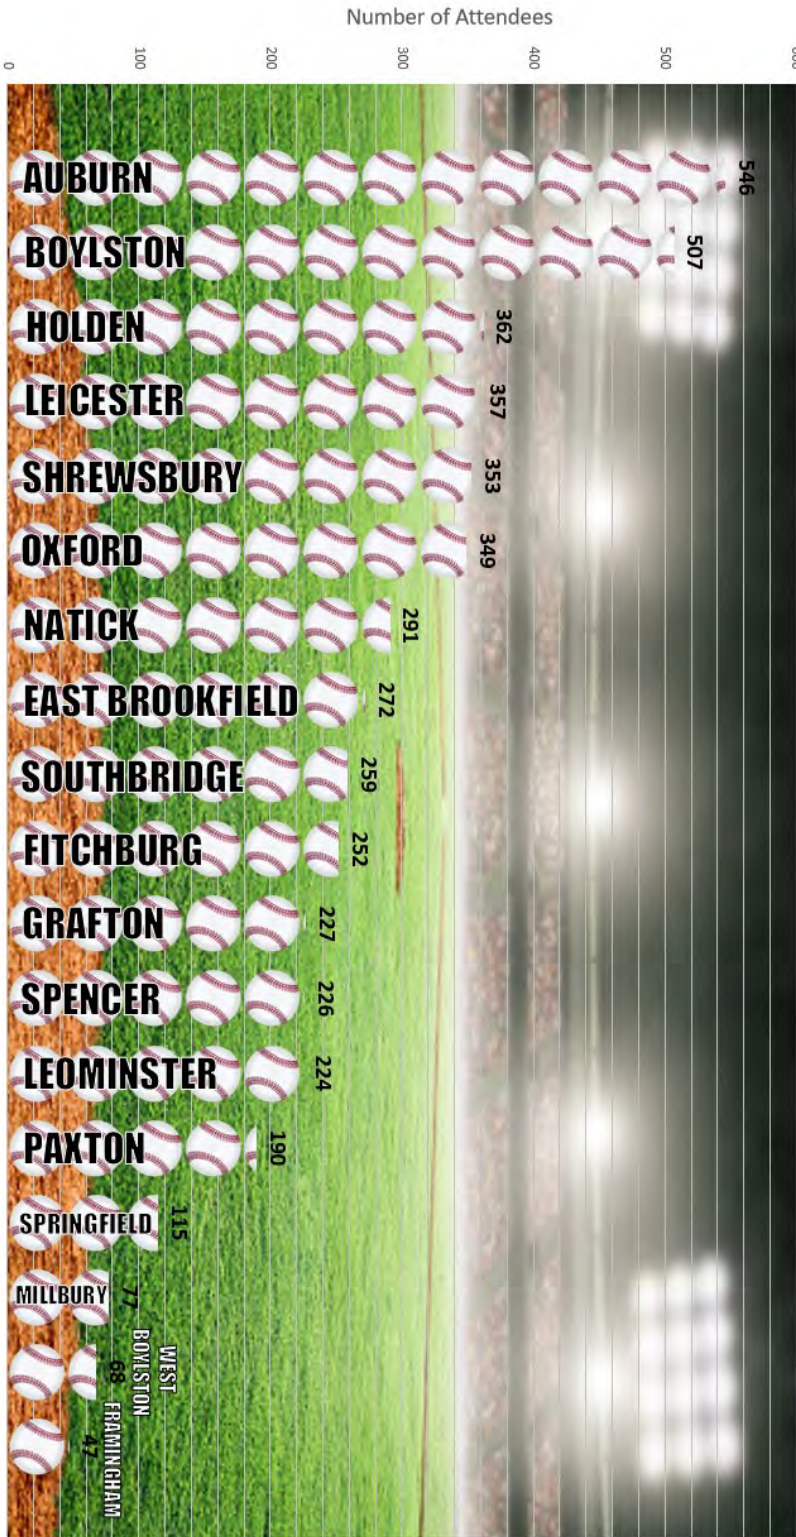 Number of Attendees
0
100
200
300
400
500
AUBURN
546
BOYLSTON
507
HOLDEN
362
LEICESTER
357
SHREWSBURY
353
OXFORD
349
NATICK
291
EAST BROOKFIELD
272
SOUTHBRIDGE
259
FITCHBURG
252
GRAFTON
227
SPENCER
226
LEOMINSTER
224
PAXTON
190
SPRINGFIELD
115
MILLBURY
77
WEST
BOYLSTON
68
FRAMINGHAM
47